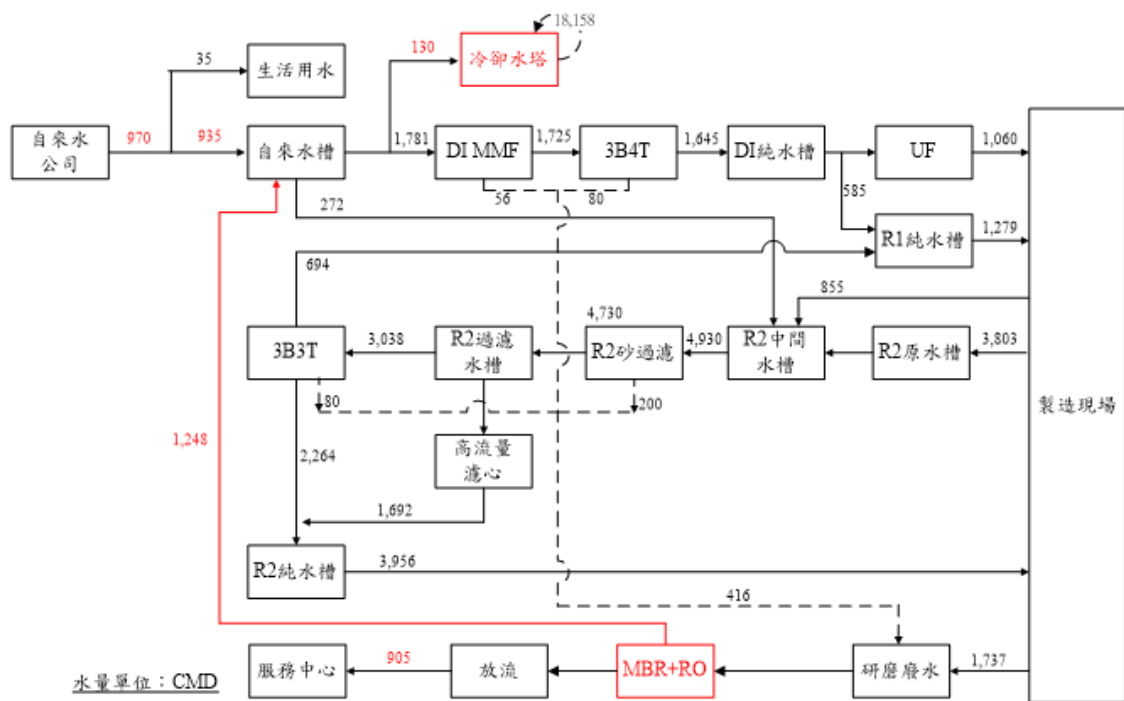 18,158
130
冷卻水塔
35
生活用水
自來水
公司
970
935
自來水槽
1,781
DI MMF
1,725
3B4T
1,645
DI純水槽
UF
1,060
56
80
585
272
R1純水槽
1,279
694
855
4,730
3B3T
3,038
R2過濾
水槽
R2砂過濾
4,930
R2中間
水槽
R2原水槽
3,803
製造現場
80
200
1,248
2,264
高流量
濾心
1,692
R2純水槽
3,956
416
服務中心
905
放流
MBR+RO
研磨廢水
1,737
水量單位：CMD